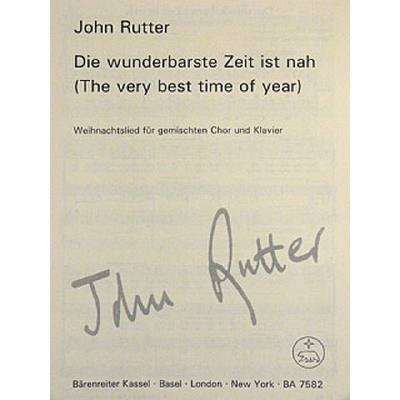 John Rutter
Die wunderbarste Zeit ist nah
(The very best time of year)
Weihnachtslied für gemischten Chor und Klavier
John Rutter
Bärenreiter Kassel · Basel · London · New York · BA 7582